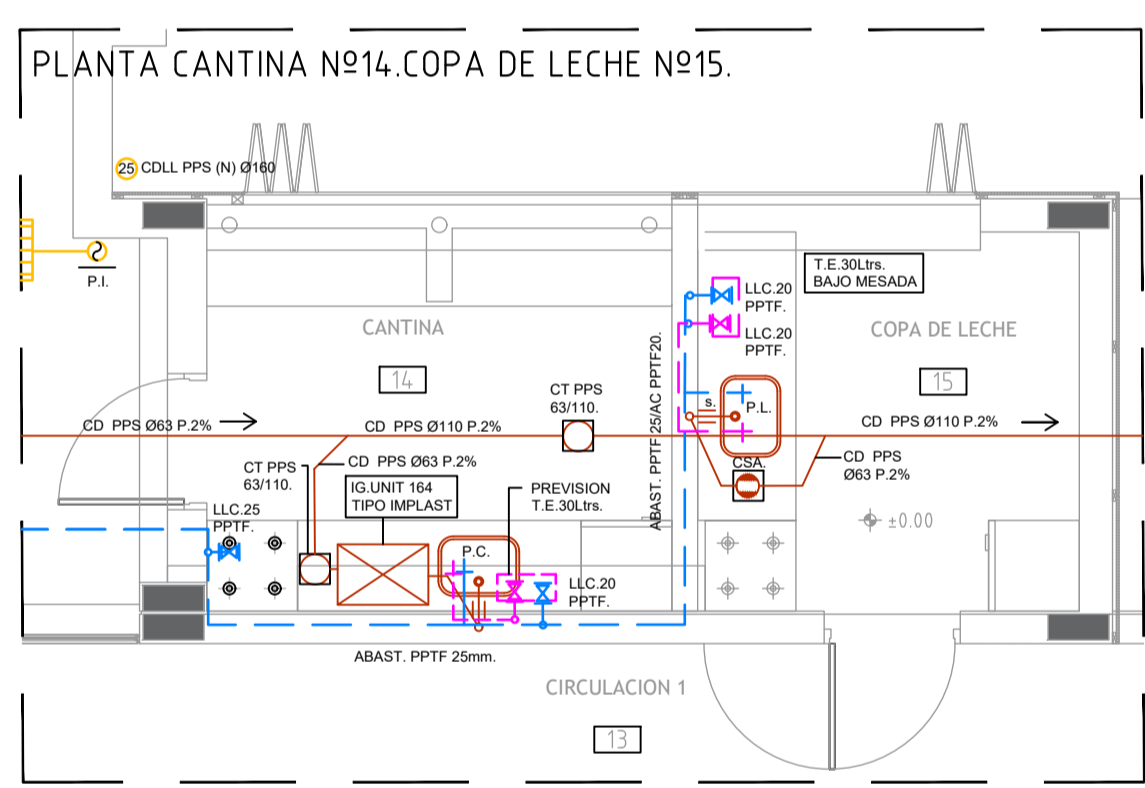 PLANTA CANTINA Nº14.COPA DE LECHE Nº15.
25 CDLL PPS (N) Ø160
P.I.
T.E.30Ltrs.
BAJO MESADA
LLC.20
PPTF.
LLC.20
PPTF.
CANTINA
14
COPA DE LECHE
15
ABAST. PPTF 25/AC PPTF20.
CT PPS
63/110.
s.
P.L.
CD PPS Ø63 P.2%
CD PPS Ø110 P.2%
CD PPS Ø110 P.2%
CD PPS Ø63 P.2%
CSA.
CD PPS
Ø63 P.2%
CT PPS
63/110.
IG.UNIT 164
TIPO IMPLAST
PREVISION
T.E.30Ltrs.
LLC.25
PPTF.
±0.00
P.C.
LLC.20
PPTF.
ABAST. PPTF 25mm.
CIRCULACION 1
13